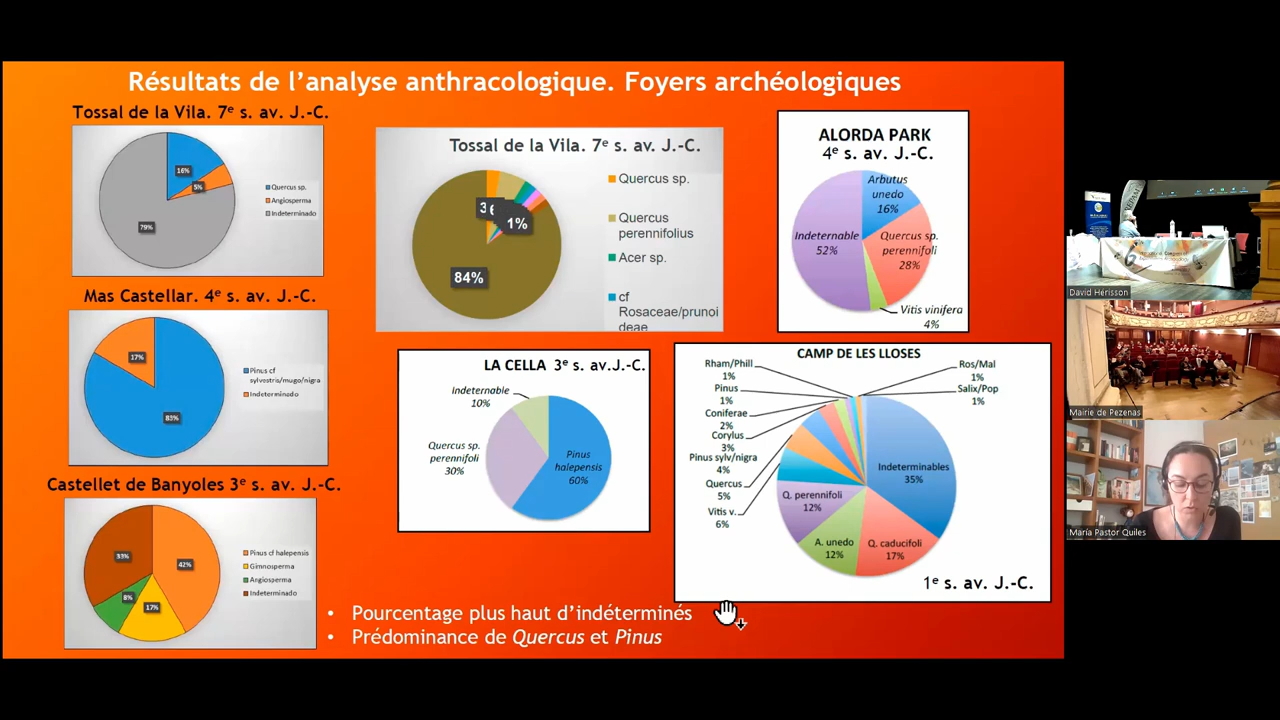 Résultats de l’analyse anthracologique. Foyers archéologiques
Tossal de la Vila. 7e s. av. J.-C.
16%
5%
79%
Quercus sp.
Angiosperma
Indeterminado
Mas Castellar. 4e s. av. J.-C.
17%
83%
Pinus cf
sylvestris/mugo/nigra
Indeterminado
Castellet de Banyoles 3e s. av. J.-C.
33%
42%
8%
17%
Pinus cf halepensis
Gimnosperma
Angiosperma
Indeterminado
Tossal de la Vila. 7e s. av. J.-C.
3
6
1%
84%
Quercus sp.
Quercus
perennifolius
Acer sp.
cf
Rosaceae/prunoi
deae
ALORDA PARK
4e s. av. J.-C.
Arbutus
unedo
16%
Indeternable
52%
Quercus sp.
perennifoli
28%
Vitis vinifera
4%
LA CELLA 3e s. av.J.-C.
Indeternable
10%
Quercus sp.
perennifoli
30%
Pinus
halepensis
60%
CAMP DE LES LLOSES
Rham/Phill
1%
Pinus
1%
Coniferae
2%
Corylus
3%
Pinus sylv/nigra
4%
Quercus
5%
Vitis v.
6%
Ros/Mal
1%
Salix/Pop
1%
Indeterminables
35%
Q. perennifoli
12%
A. unedo
12%
Q. caducifoli
17%
1e s. av. J.-C.
• Pourcentage plus haut d’indéterminés
• Prédominance de Quercus et Pinus
David Hérisson
Mairie de Pezenas
María Pastor Quiles